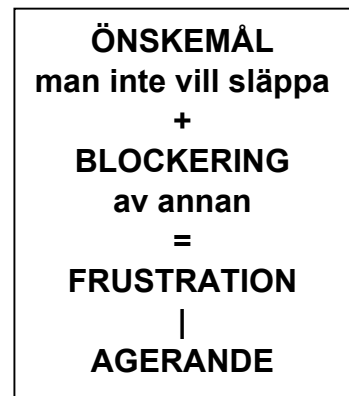 ÖNSKEMÅL
man inte vill släppa
+
BLOCKERING
av annan
=
FRUSTRATION
|
AGERANDE